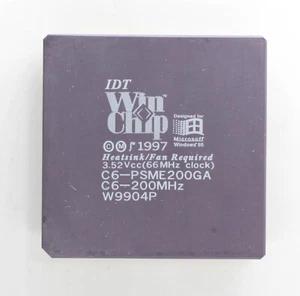 IDT
Win
Chip
Designed for
Microsoft
Windows 95
© Ⓜ 1997
Heatsink/Fan Required
3.52Vcc(66MHz clock)
C6-PSME200GA
C6-200MHz
W9904P